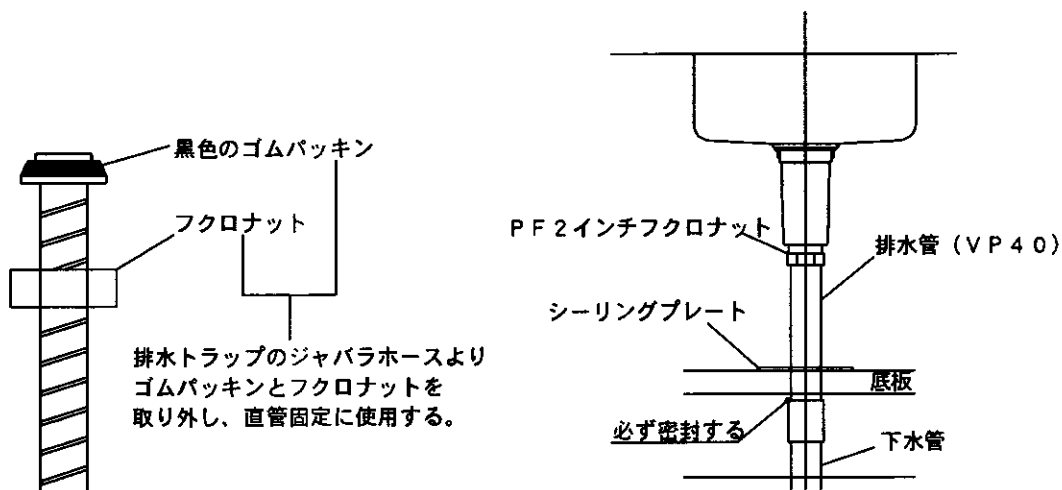 黒色のゴムパッキン
フクロナット
排水トラップのジャバラホースより
ゴムパッキンとフクロナットを
取り外し、直管固定に使用する。
PF2インチフクロナット
排水管(VP40)
シーリングプレート
底板
必ず密封する
下水管